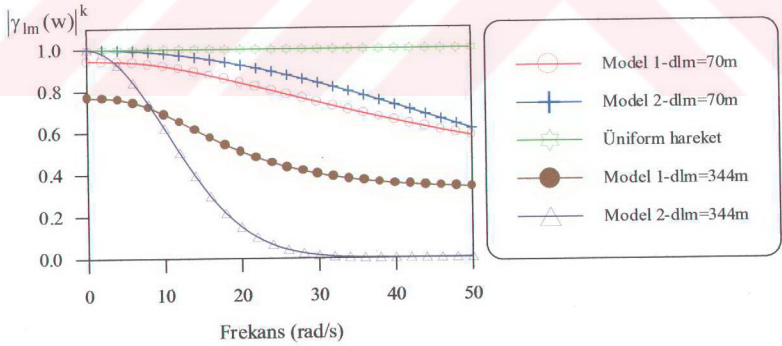 |γlm(w)|^k
1.0
0.8
0.6
0.4
0.2
0.0
0 10 20 30 40 50
Frekans (rad/s)
Model 1-dlm=70m
Model 2-dlm=70m
Üniform hareket
Model 1-dlm=344m
Model 2-dlm=344m